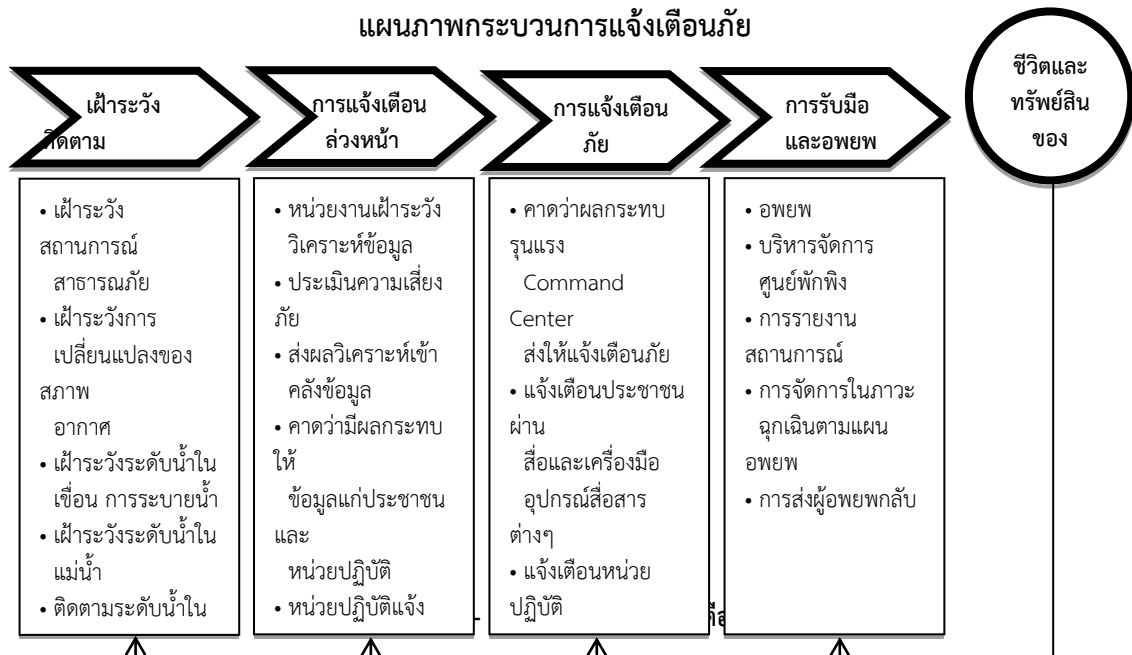 แผนภาพกระบวนการแจ้งเตือนภัย
เฝ้าระวัง
ติดตาม
การแจ้งเตือน
ล่วงหน้า
การแจ้งเตือน
ภัย
การรับมือ
และอพยพ
ชีวิตและ
ทรัพย์สิน
ของ
• เฝ้าระวัง
สถานการณ์
สาธารณภัย
• เฝ้าระวังการ
เปลี่ยนแปลงของ
สภาพ
อากาศ
• เฝ้าระวังระดับน้ำใน
เขื่อน การระบายน้ำ
• เฝ้าระวังระดับน้ำใน
แม่น้ำ
• ติดตามระดับน้ำใน
• หน่วยงานเฝ้าระวัง
วิเคราะห์ข้อมูล
• ประเมินความเสี่ยง
ภัย
• ส่งผลวิเคราะห์เข้า
คลังข้อมูล
• คาดว่ามีผลกระทบ
ให้
ข้อมูลแก่ประชาชน
และ
หน่วยปฏิบัติ
• หน่วยปฏิบัติแจ้ง
• คาดว่าผลกระทบ
รุนแรง
Command
Center
ส่งให้แจ้งเตือนภัย
• แจ้งเตือนประชาชน
ผ่าน
สื่อและเครื่องมือ
อุปกรณ์สื่อสาร
ต่างๆ
• แจ้งเตือนหน่วย
ปฏิบัติ
• อพยพ
• บริหารจัดการ
ศูนย์พักพิง
• การรายงาน
สถานการณ์
• การจัดการในภาวะ
ฉุกเฉินตามแผน
อพยพ
• การส่งผู้อพยพกลับ
-